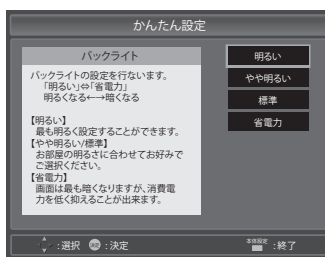 かんたん設定
バックライト
バックライトの設定を行ないます。
「明るい」⇔「省電力」
明るくなる←→暗くなる
【明るい】
最も明るく設定することができます。
【やや明るい/標準】
お部屋の明るさに合わせてお好みで
ご選択ください。
【省電力】
画面は最も暗くなりますが、消費電
力を低く抑えることが出来ます。
明るい
やや明るい
標準
省電力
:選択 決定 :決定
本体設定 :終了